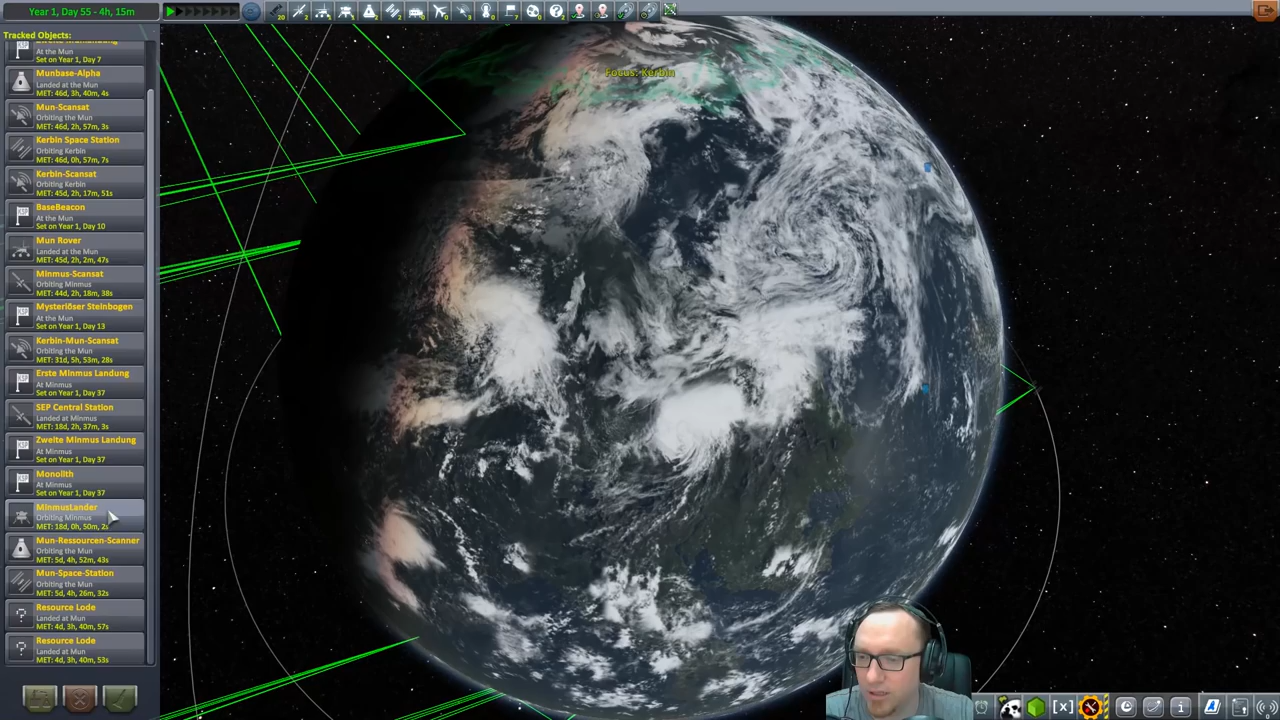 Year 1, Day 55 - 4h, 15m
Tracked Objects:
At the Mun
Set on Year 1, Day 7
Munbase-Alpha
Landed at the Mun
MET: 46d, 3h, 40m, 4s
Mun-Scansat
Orbiting the Mun
MET: 46d, 2h, 57m, 3s
Kerbin Space Station
Orbiting Kerbin
MET: 46d, 0h, 57m, 7s
Kerbin-Scansat
Orbiting Kerbin
MET: 45d, 2h, 17m, 51s
BaseBeacon
At the Mun
Set on Year 1, Day 10
Mun Rover
Landed at the Mun
MET: 45d, 2h, 2m, 47s
Minmus-Scansat
Orbiting Minmus
MET: 44d, 2h, 18m, 38s
Mysteriöser Steinbogen
At the Mun
Set on Year 1, Day 13
Kerbin-Mun-Scansat
Orbiting the Mun
MET: 31d, 5h, 53m, 28s
Erste Minmus Landung
At Minmus
Set on Year 1, Day 37
SEP Central Station
Landed at Minmus
MET: 18d, 2h, 37m, 3s
Zweite Minmus Landung
At Minmus
Set on Year 1, Day 37
Monolith
At Minmus
Set on Year 1, Day 37
MinmusLander
Orbiting Minmus
MET: 18d, 0h, 50m, 2s
Mun-Ressourcen-Scanner
Orbiting the Mun
MET: 5d, 4h, 52m, 43s
Mun-Space-Station
Orbiting the Mun
MET: 5d, 4h, 26m, 32s
Resource Lode
Landed at Mun
MET: 4d, 3h, 40m, 57s
Resource Lode
Landed at Mun
MET: 4d, 3h, 40m, 53s
Focus: Kerbin